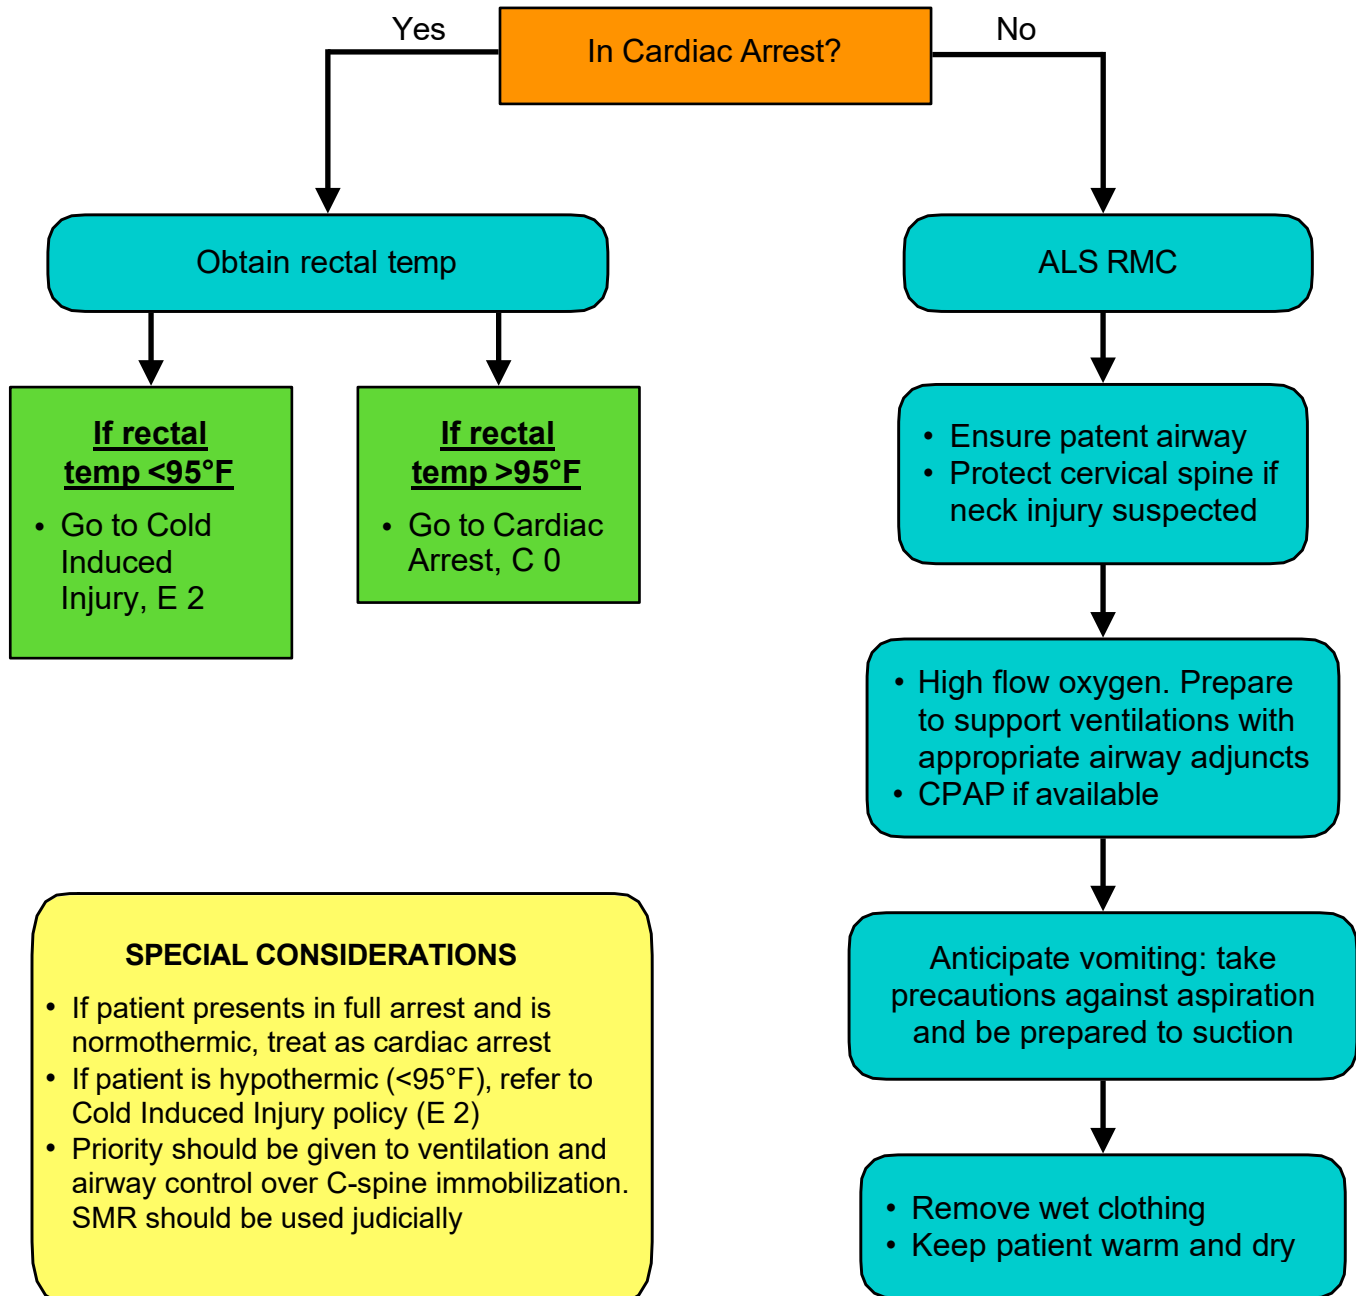 Yes
In Cardiac Arrest?
No
Obtain rectal temp
If rectal
temp <95°F
• Go to Cold
Induced
Injury, E 2
If rectal
temp >95°F
• Go to Cardiac
Arrest, C 0
ALS RMC
• Ensure patent airway
• Protect cervical spine if
neck injury suspected
• High flow oxygen. Prepare
to support ventilations with
appropriate airway adjuncts
• CPAP if available
Anticipate vomiting: take
precautions against aspiration
and be prepared to suction
• Remove wet clothing
• Keep patient warm and dry
SPECIAL CONSIDERATIONS
• If patient presents in full arrest and is
normothermic, treat as cardiac arrest
• If patient is hypothermic (<95°F), refer to
Cold Induced Injury policy (E 2)
• Priority should be given to ventilation and
airway control over C-spine immobilization.
SMR should be used judicially